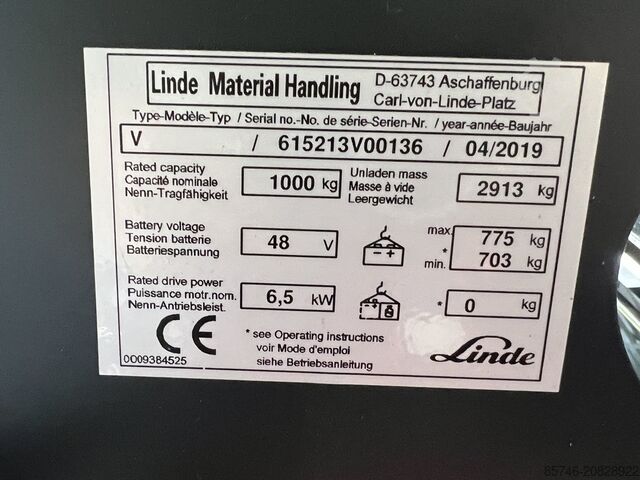 Linde Material Handling D-63743 Aschaffenburg
Carl-von-Linde-Platz
Type-Modèle-Typ / Serial no.-No. de série-Serien-Nr. / year-année-Baujahr
V / 615213V00136 / 04/2019
Rated capacity
Capacité nominale
Nenn-Tragfähigkeit
1000 kg
Unladen mass
Masse à vide
Leergewicht
2913 kg
Battery voltage
Tension batterie
Batteriespannung
48 V
max. 775 kg
*
min. 703 kg
Rated drive power
Puissance motr.nom.
Nenn-Antriebsleist.
6,5 kW
* 0 kg
CE
0009384525
* see Operating instructions
voir Mode d'emploi
siehe Betriebsanleitung
Linde
85746-20828922